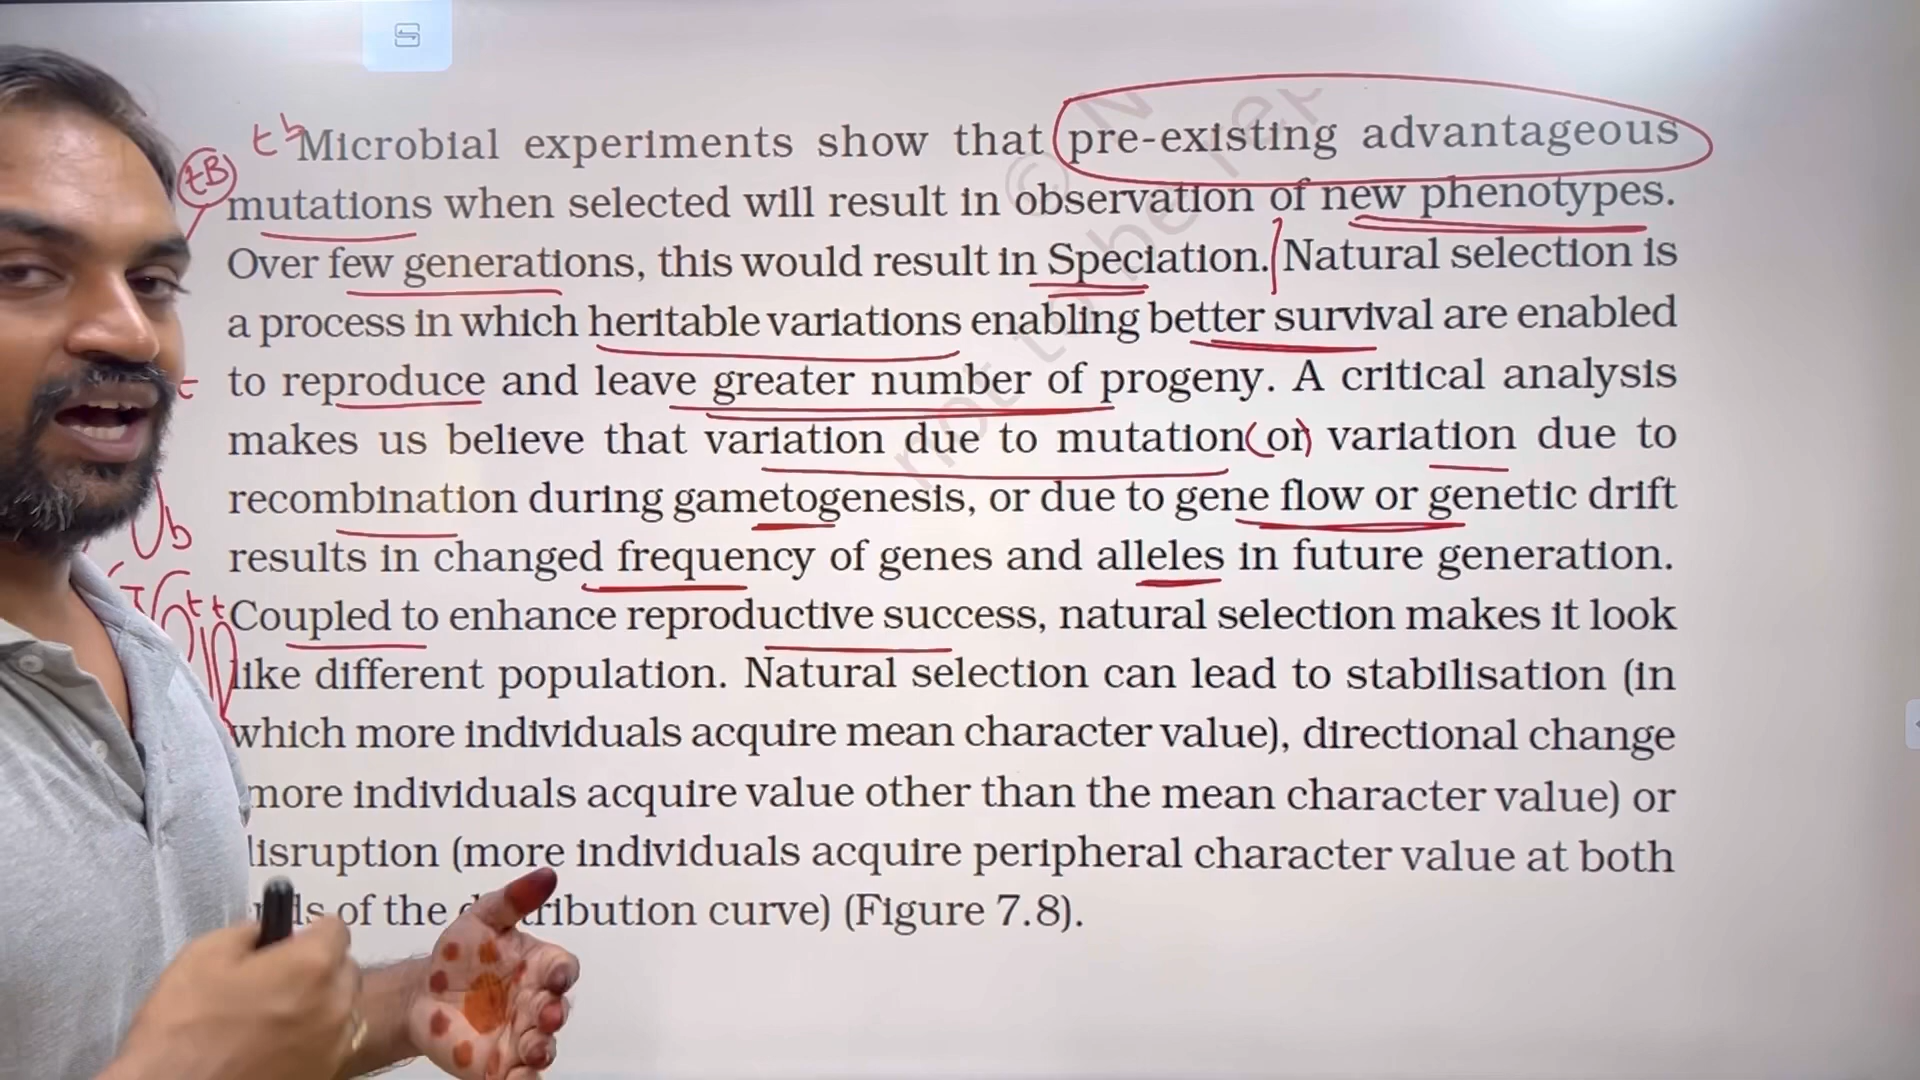 tb Microbial experiments show that pre-existing advantageous
tB
mutations when selected will result in observation of new phenotypes.
Over few generations, this would result in Speciation. Natural selection is
a process in which heritable variations enabling better survival are enabled
t to reproduce and leave greater number of progeny. A critical analysis
makes us believe that variation due to mutation (or) variation due to
recombination during gametogenesis, or due to gene flow or genetic drift
results in changed frequency of genes and alleles in future generation.
tt Coupled to enhance reproductive success, natural selection makes it look
like different population. Natural selection can lead to stabilisation (in
which more individuals acquire mean character value), directional change
more individuals acquire value other than the mean character value) or
isruption (more individuals acquire peripheral character value at both
of the ribution curve) (Figure 7.8).
© N
not to be rep